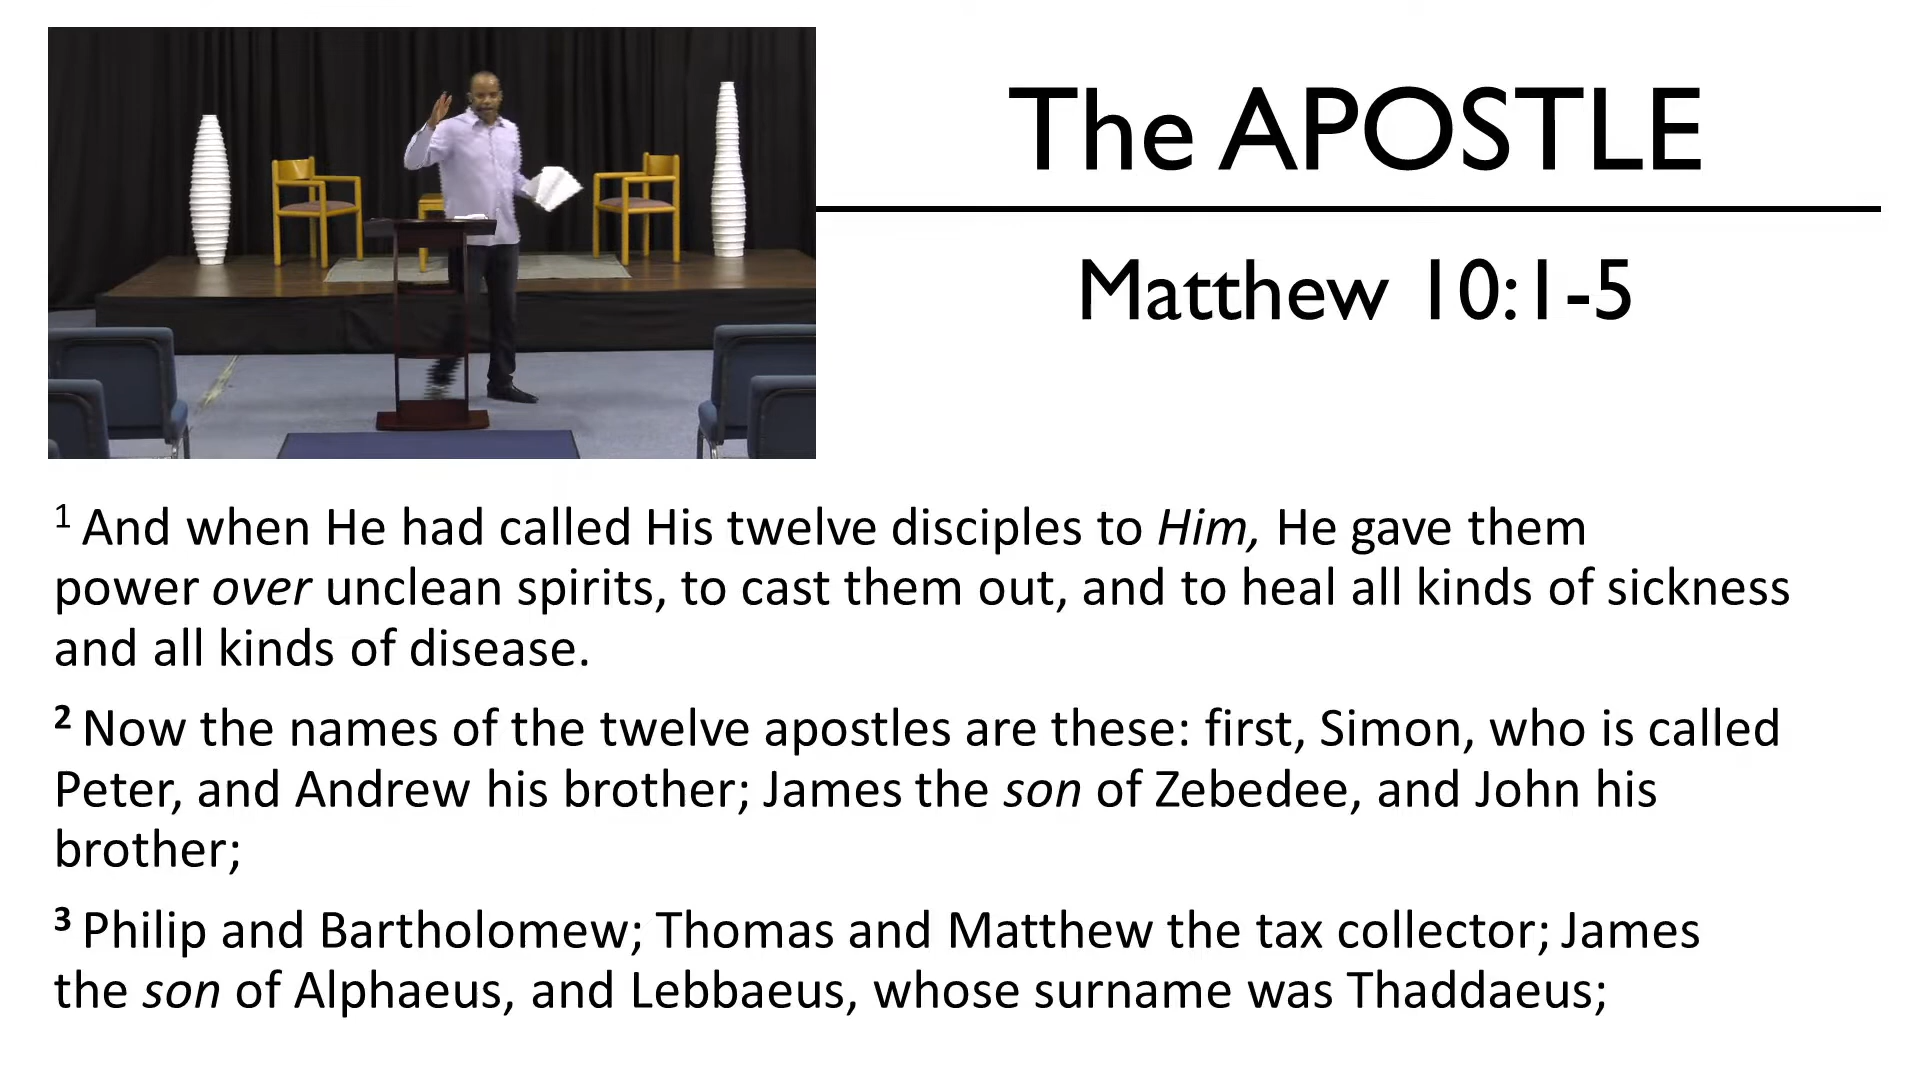 The APOSTLE
Matthew 10:1-5
1 And when He had called His twelve disciples to Him, He gave them
power over unclean spirits, to cast them out, and to heal all kinds of sickness
and all kinds of disease.
2 Now the names of the twelve apostles are these: first, Simon, who is called
Peter, and Andrew his brother; James the son of Zebedee, and John his
brother;
3 Philip and Bartholomew; Thomas and Matthew the tax collector; James
the son of Alphaeus, and Lebbaeus, whose surname was Thaddaeus;